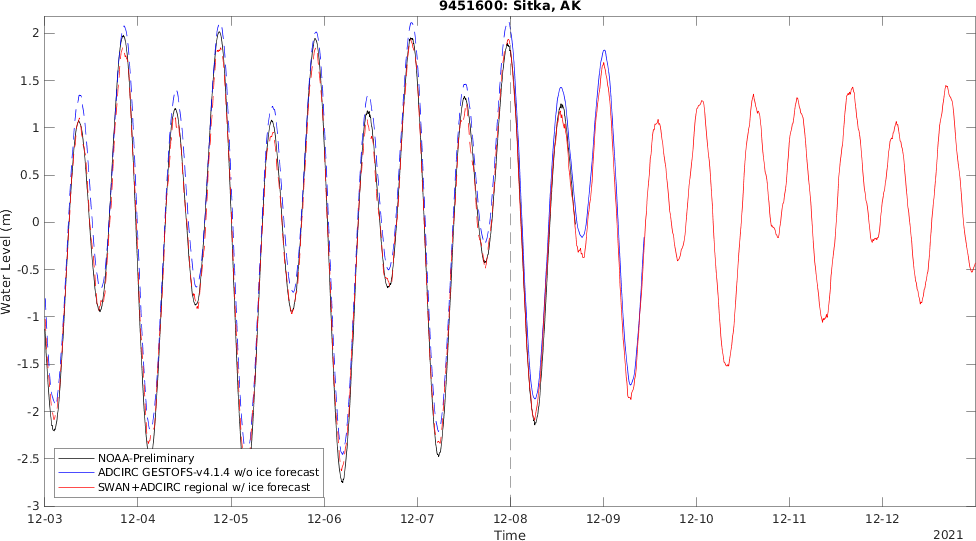 9451600: Sitka, AK
2
1.5
1
0.5
0
-0.5
-1
-1.5
-2
-2.5
-3
Water Level (m)
NOAA-Preliminary
ADCIRC GESTOFS-v4.1.4 w/o ice forecast
SWAN+ADCIRC regional w/ ice forecast
12-03 12-04 12-05 12-06 12-07 12-08 12-09 12-10 12-11 12-12
Time
2021